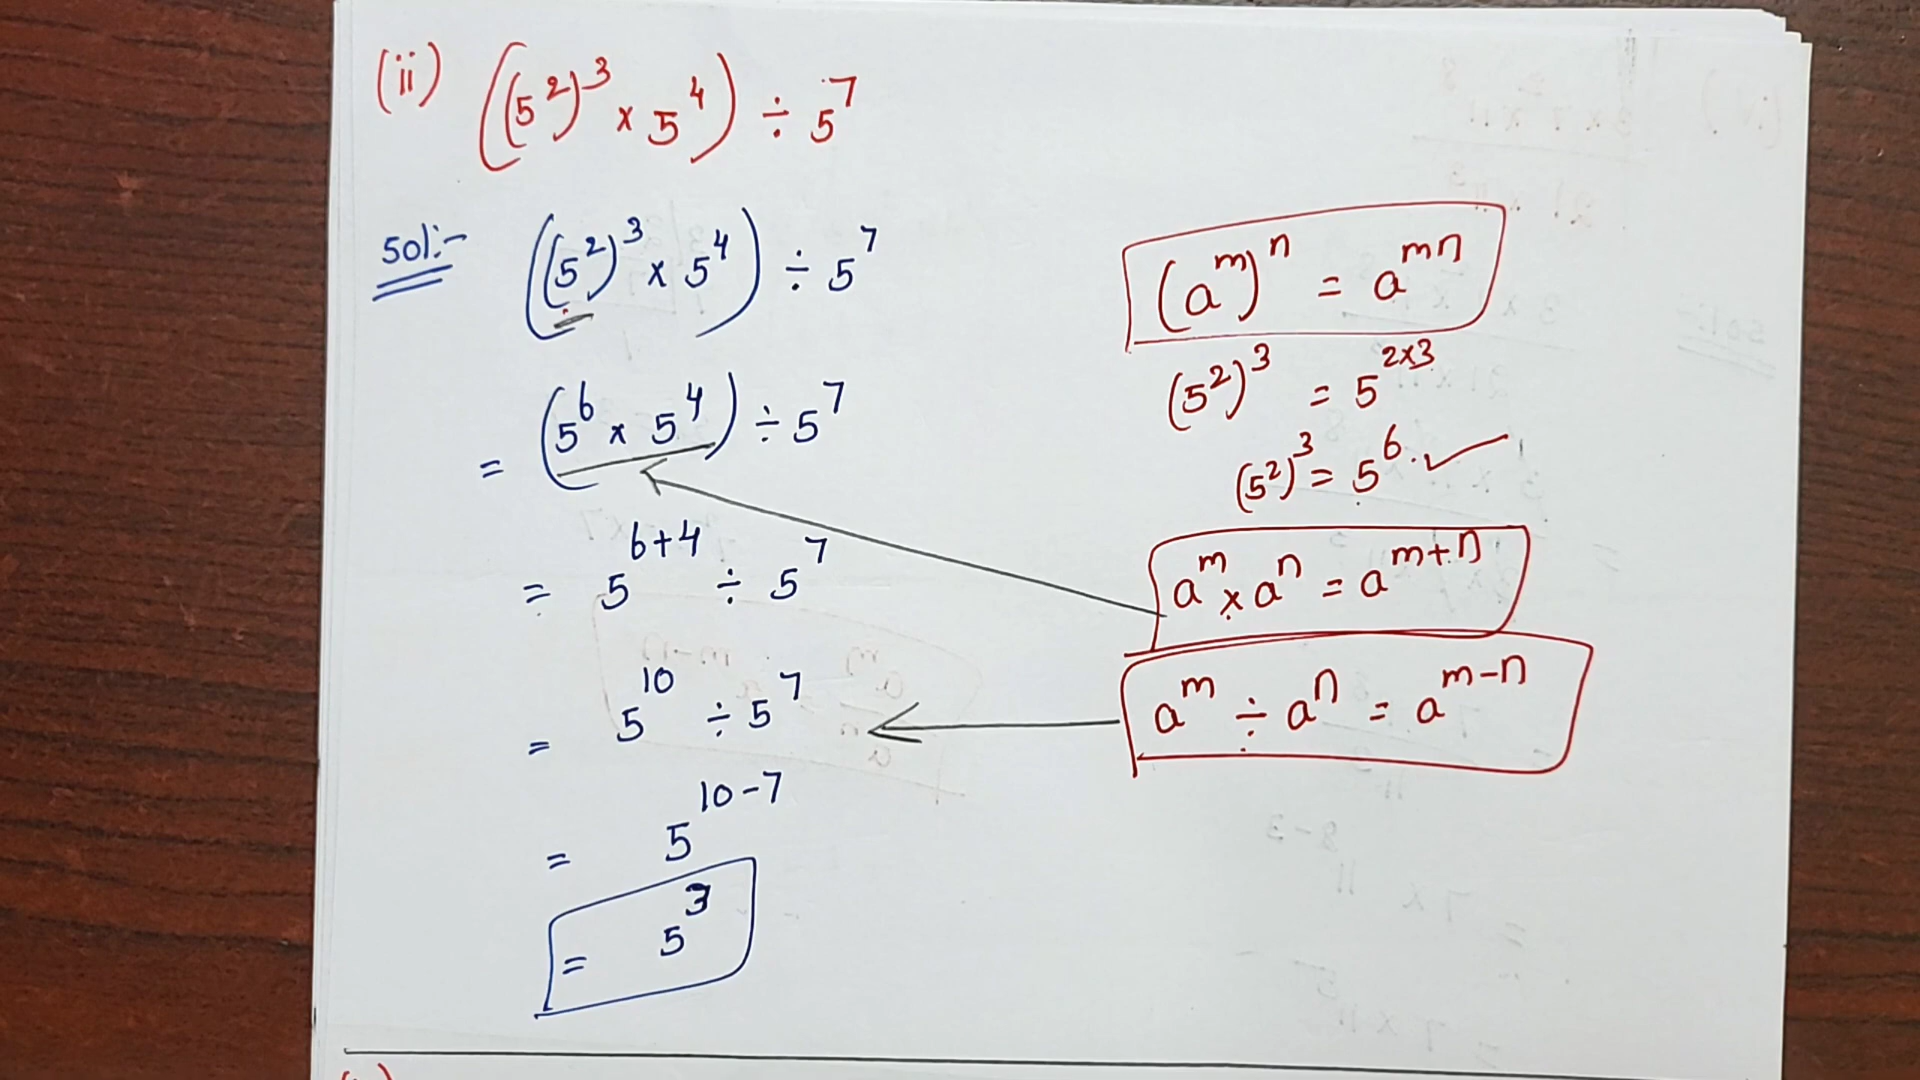 (ii) ((5²)³ × 5⁴) ÷ 5⁷
Sol:- ((5²)³ × 5⁴) ÷ 5⁷
= (5⁶ × 5⁴) ÷ 5⁷
= 5⁶⁺⁴ ÷ 5⁷
= 5¹⁰ ÷ 5⁷
= 5¹⁰⁻⁷
= 5³
(aᵐ)ⁿ = aᵐⁿ
(5²)³ = 5²ˣ³
(5²)³ = 5⁶. ✓
aᵐ × aⁿ = aᵐ⁺ⁿ
aᵐ ÷ aⁿ = aᵐ⁻ⁿ